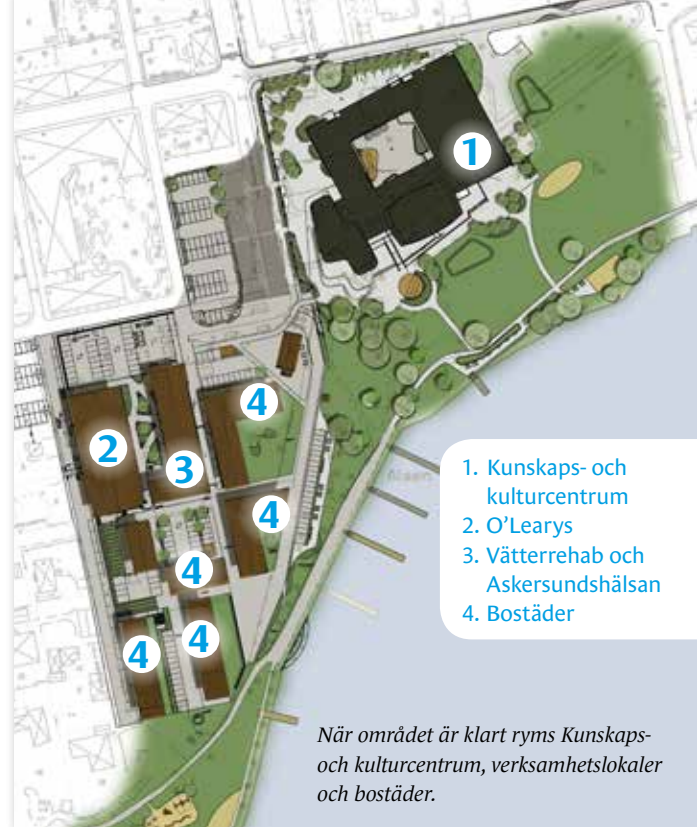 1
2
3
4
4
4
4
4
Alsen
1. Kunskaps- och
kulturcentrum
2. O’Learys
3. Vätterrehab och
Askersundshälsan
4. Bostäder
När området är klart ryms Kunskaps-
och kulturcentrum, verksamhetslokaler
och bostäder.